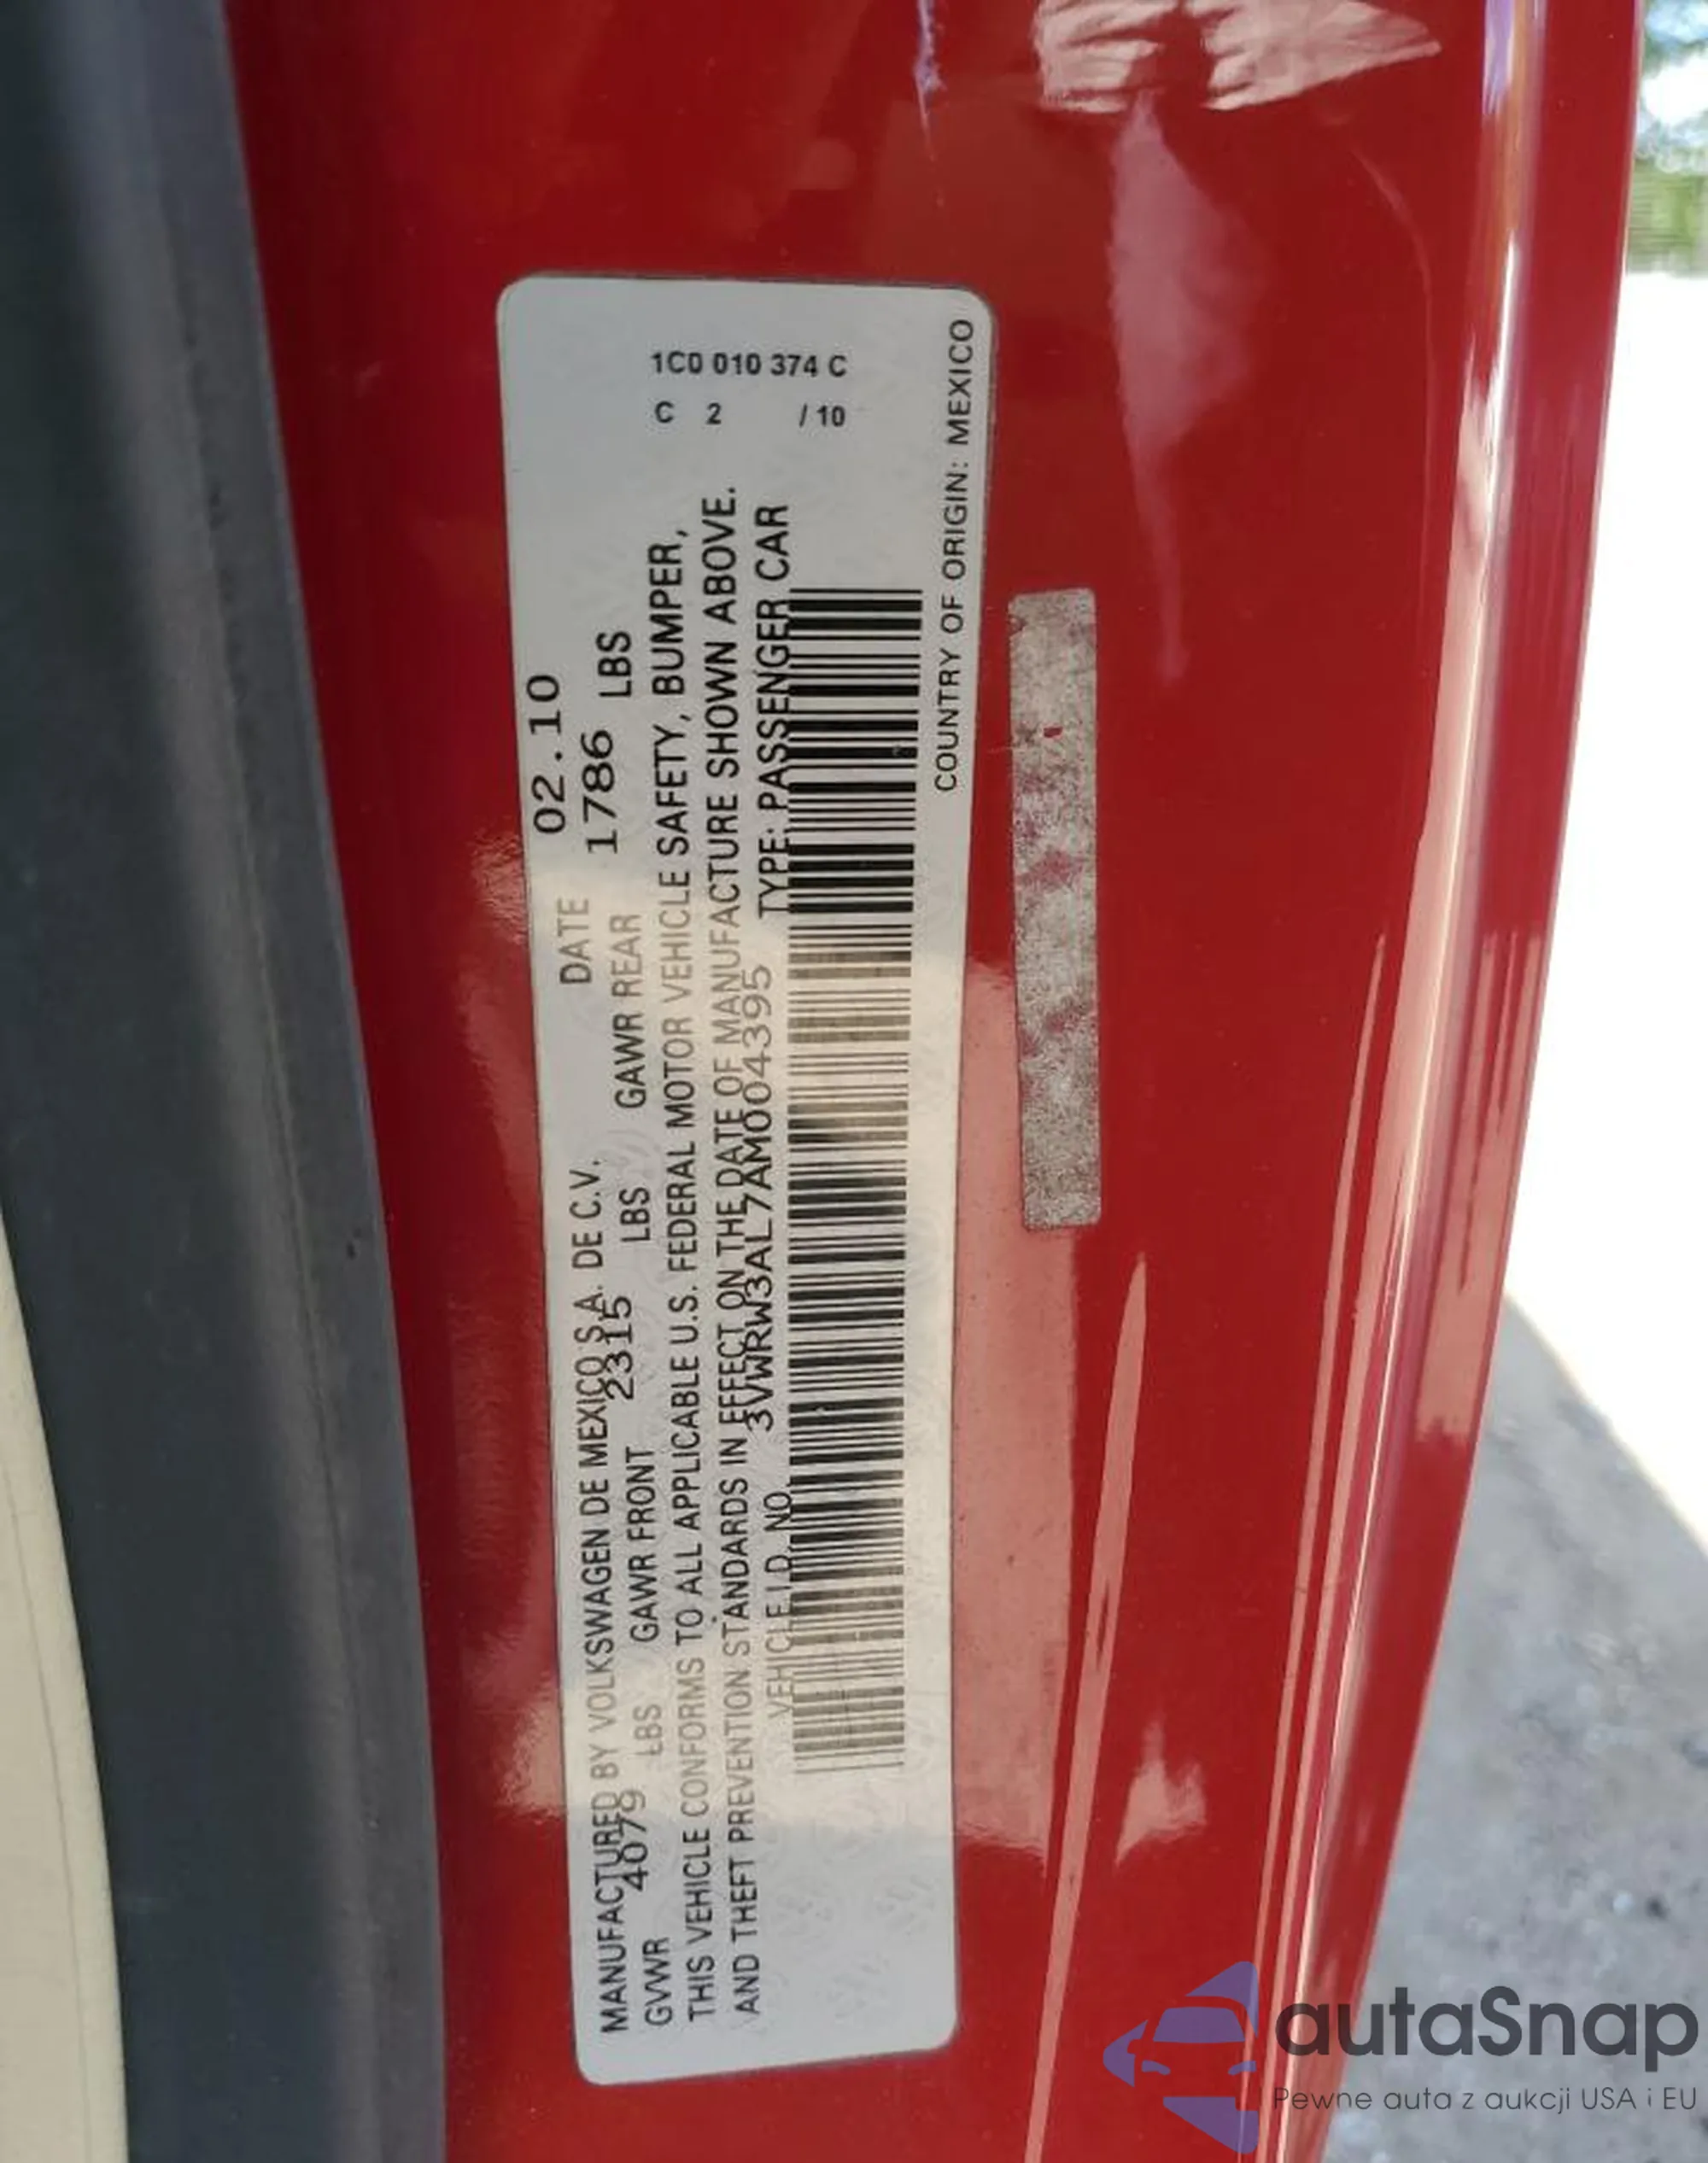 MANUFACTURED BY VOLKSWAGEN DE MEXICO S.A. DE C.V. DATE 02.10
GVWR 4079 LBS GAWR FRONT 2315 LBS GAWR REAR 1786 LBS
THIS VEHICLE CONFORMS TO ALL APPLICABLE U.S. FEDERAL MOTOR VEHICLE SAFETY, BUMPER,
AND THEFT PREVENTION STANDARDS IN EFFECT ON THE DATE OF MANUFACTURE SHOWN ABOVE.
VEHICLE I.D. NO. 3VWRW3AL7AM004395 TYPE: PASSENGER CAR
COUNTRY OF ORIGIN: MEXICO
1C0 010 374 C
C 2 / 10
autaSnap
Pewne auta z aukcji USA i EU